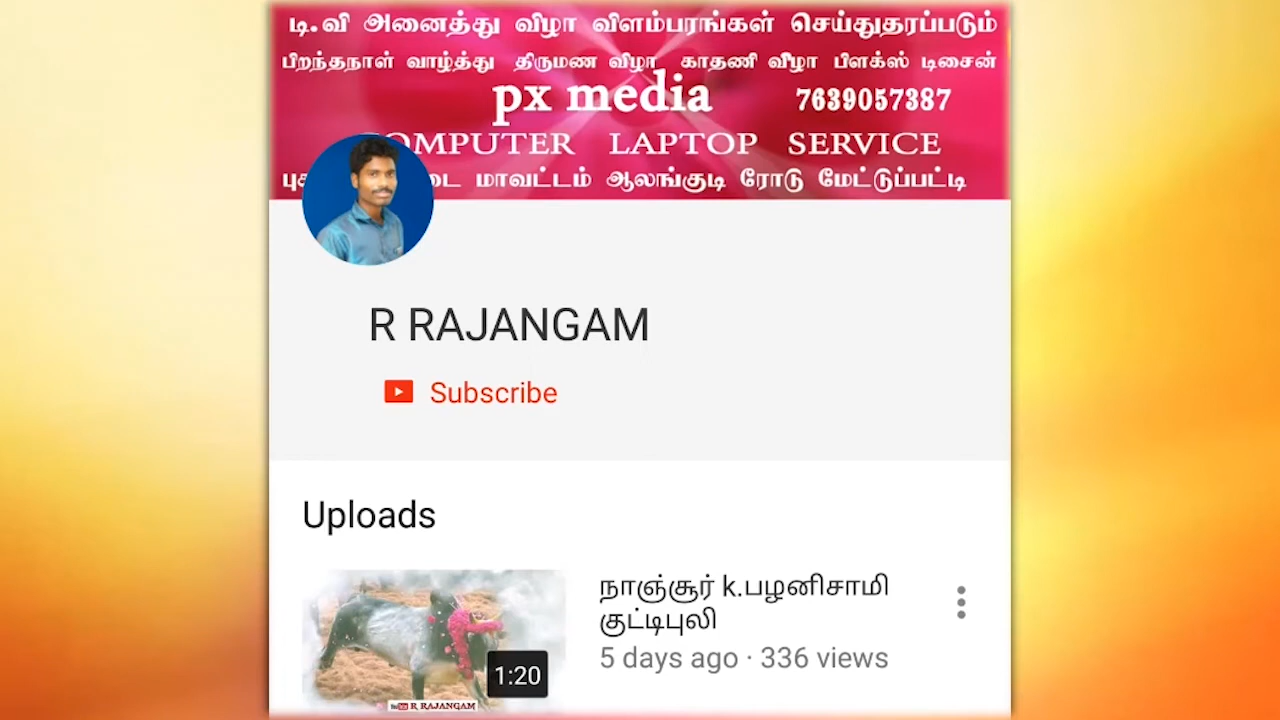 டி.வி அனைத்து விழா விளம்பரங்கள் செய்துதரப்படும்
பிறந்தநாள் வாழ்த்து திருமண விழா காதணி விழா பிளக்ஸ் டிசைன்
px media 7639057387
OMPUTER LAPTOP SERVICE
டை மாவட்டம் ஆலங்குடி ரோடு மேட்டுப்பட்டி
R RAJANGAM
Subscribe
Uploads
நாஞ்சூர் k.பழனிசாமி
குட்டிபுலி
5 days ago · 336 views
1:20
R RAJANGAM